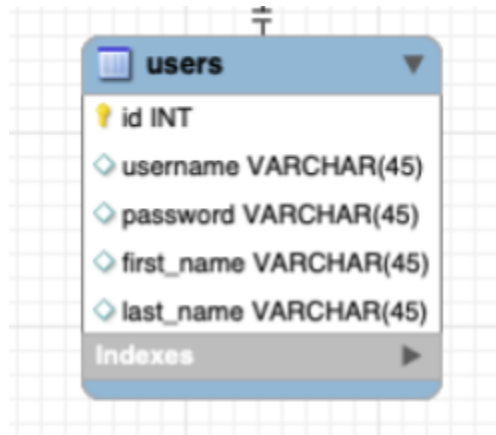 users
id INT
username VARCHAR(45)
password VARCHAR(45)
first_name VARCHAR(45)
last_name VARCHAR(45)
Indexes